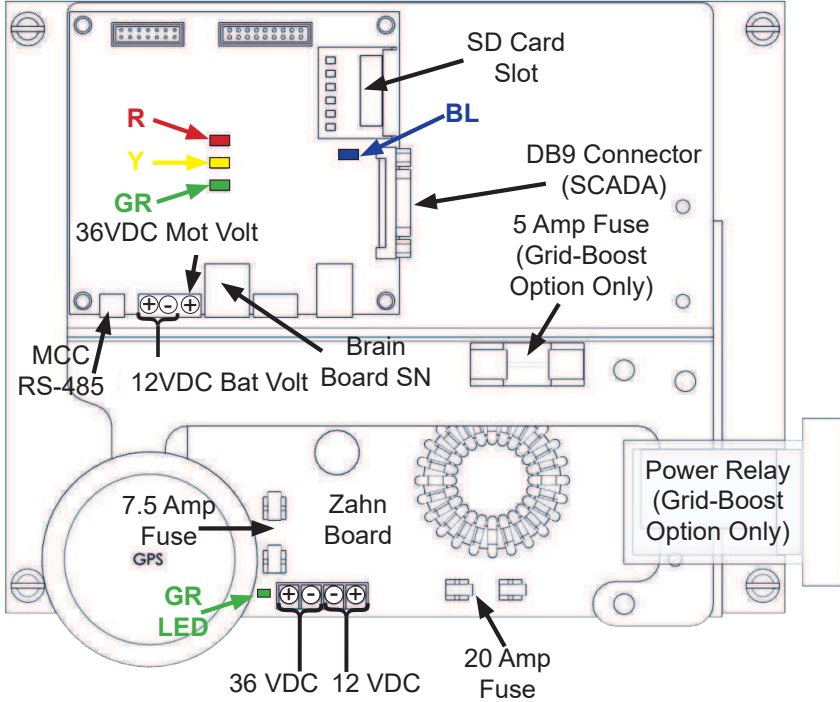 SD Card
Slot
R
BL
Y
DB9 Connector
(SCADA)
GR
36VDC Mot Volt
5 Amp Fuse
(Grid-Boost
Option Only)
MCC
RS-485
12VDC Bat Volt
Brain
Board SN
7.5 Amp
Fuse
Zahn
Board
Power Relay
(Grid-Boost
Option Only)
GPS
GR
LED
36 VDC
12 VDC
20 Amp
Fuse